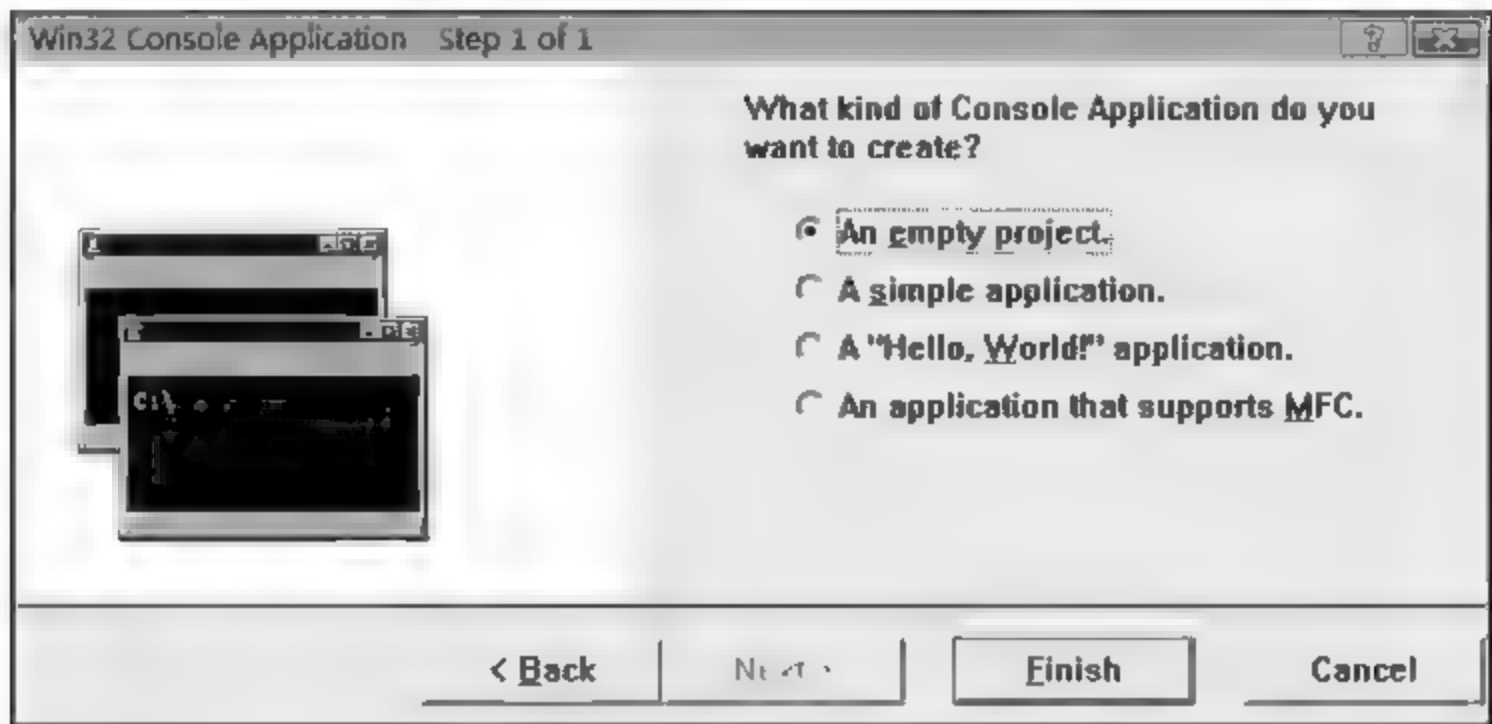 Win32 Console Application Step 1 of 1
What kind of Console Application do you
want to create?
An empty project.
A simple application.
A "Hello, World!" application.
An application that supports MFC.
C:\
< Back
Finish
Cancel